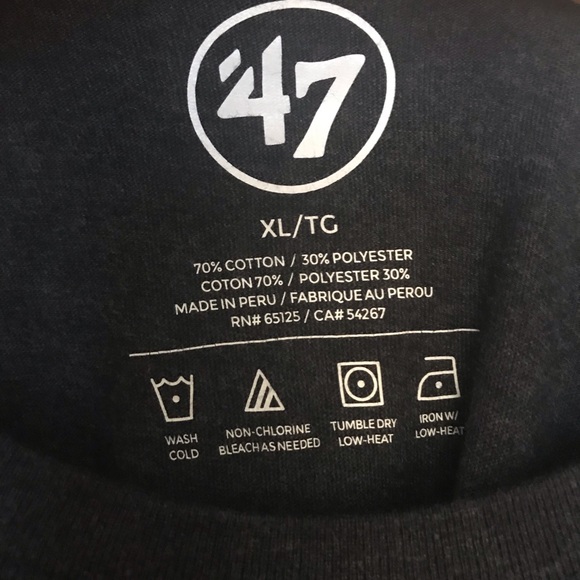 '47
XL/TG
70% COTTON / 30% POLYESTER
COTON 70% / POLYESTER 30%
MADE IN PERU / FABRIQUE AU PEROU
RN# 65125 / CA# 54267
WASH COLD
NON-CHLORINE BLEACH AS NEEDED
TUMBLE DRY LOW-HEAT
IRON W/ LOW-HEAT